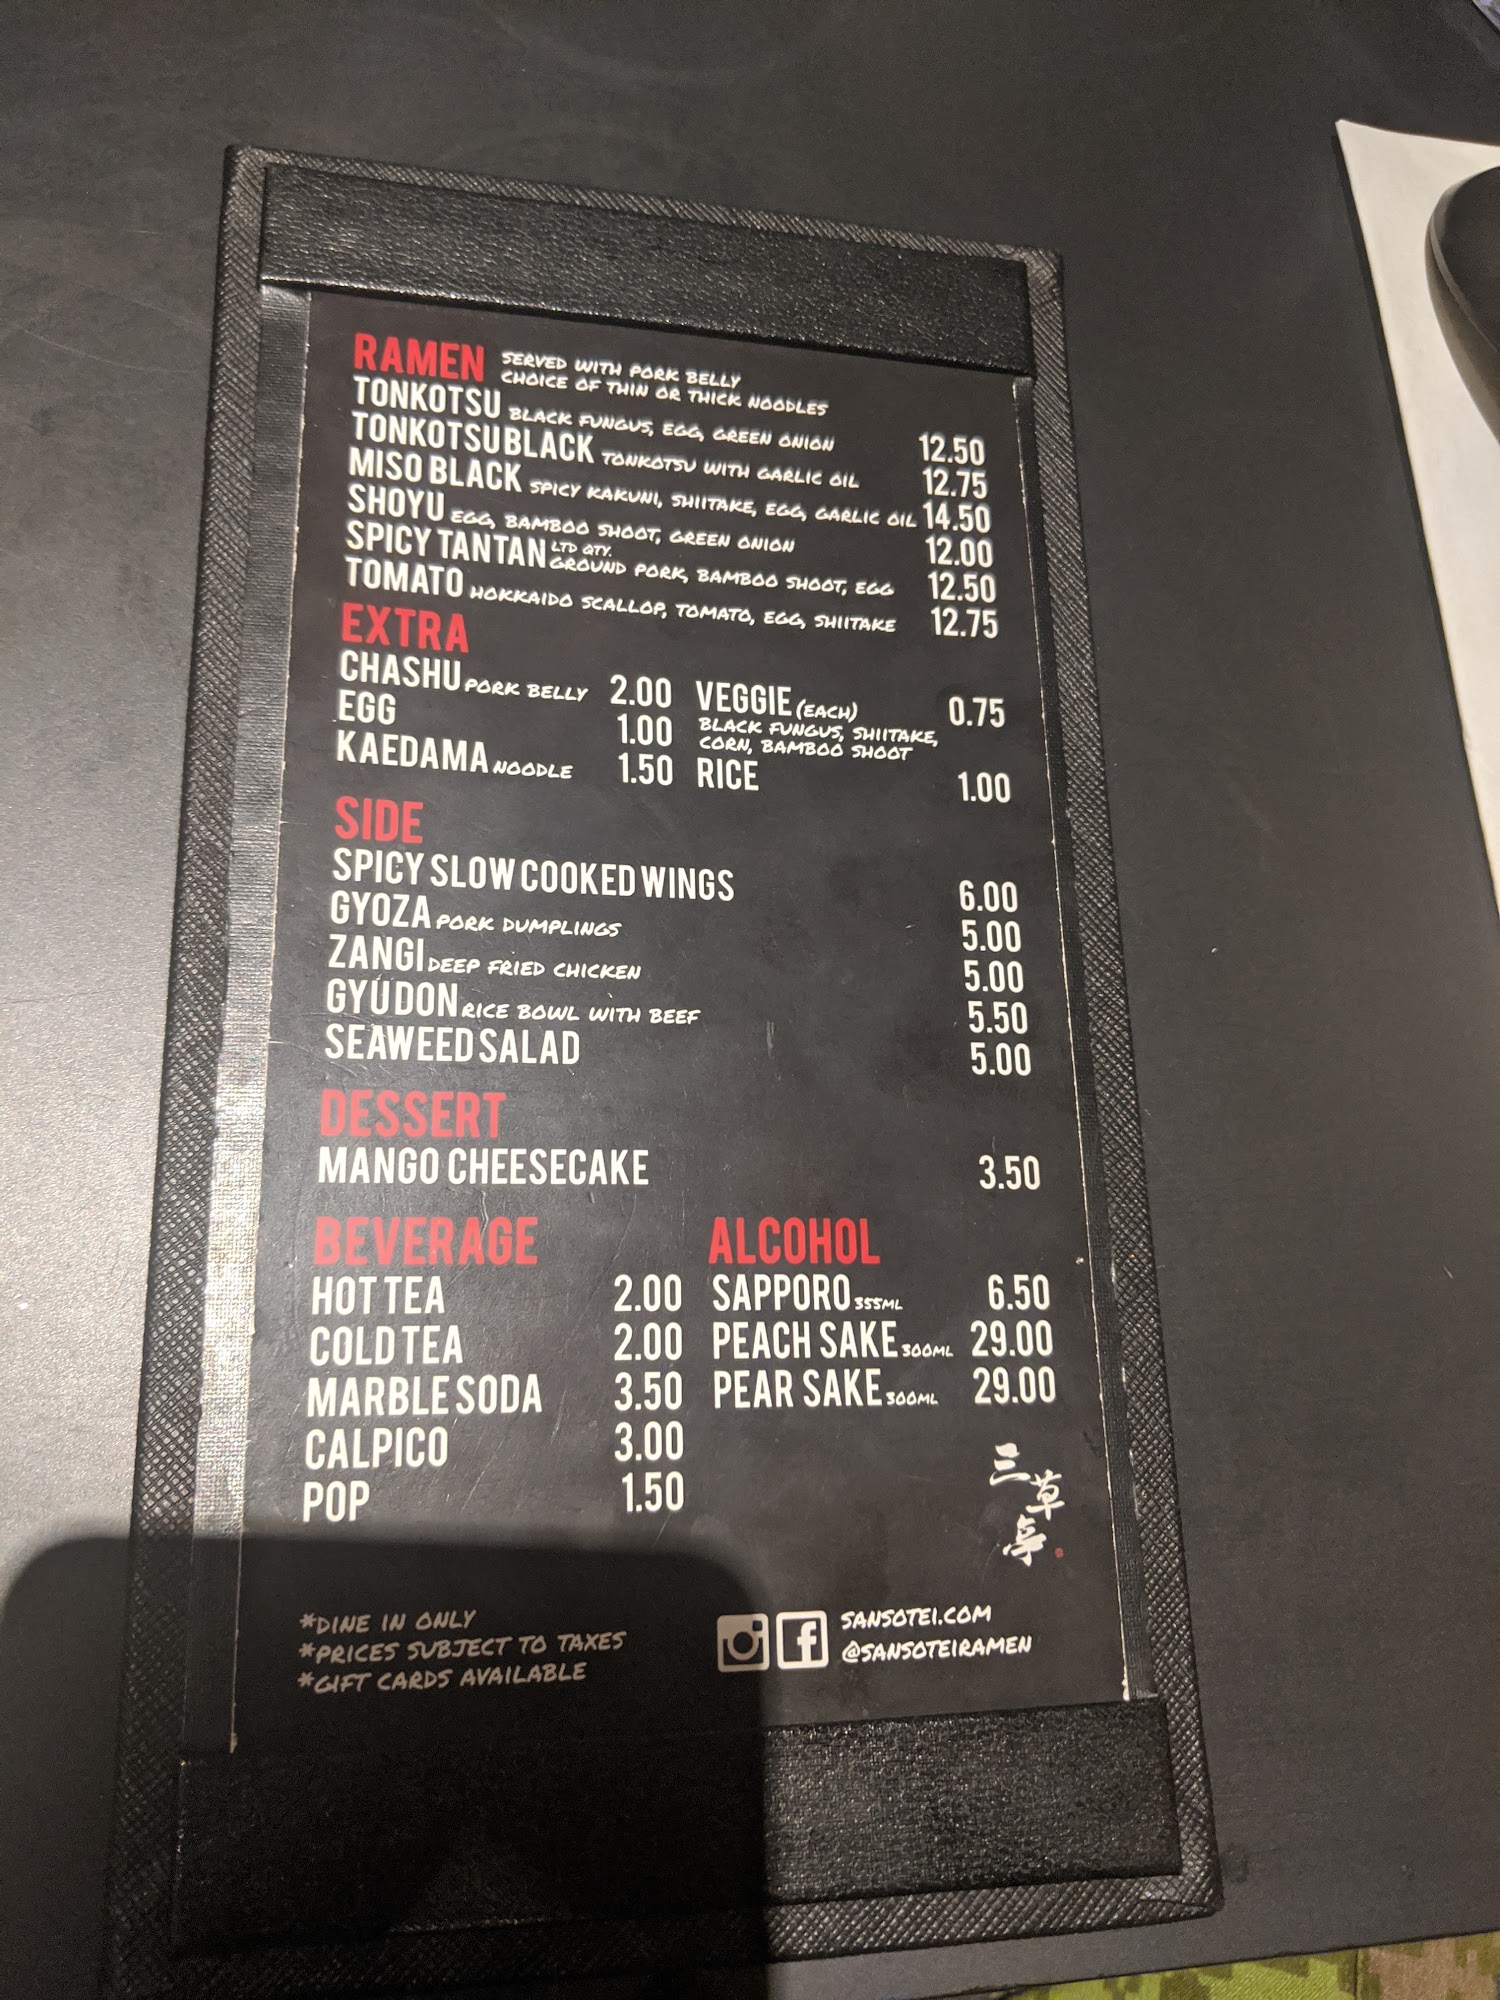 RAMEN SERVED WITH PORK BELLY
CHOICE OF THIN OR THICK NOODLES
TONKOTSU BLACK FUNGUS, EGG, GREEN ONION 12.50
TONKOTSU BLACK TONKOTSU WITH GARLIC OIL 12.75
MISO BLACK SPICY KAKUNI, SHIITAKE, EGG, GARLIC OIL 14.50
SHOYU EGG, BAMBOO SHOOT, GREEN ONION 12.00
SPICY TANTAN LTD QTY. GROUND PORK, BAMBOO SHOOT, EGG 12.50
TOMATO HOKKAIDO SCALLOP, TOMATO, EGG, SHIITAKE 12.75
EXTRA
CHASHU PORK BELLY 2.00
EGG 1.00
KAEDAMA NOODLE 1.50
VEGGIE (EACH) 0.75
BLACK FUNGUS, SHIITAKE,
CORN, BAMBOO SHOOT
RICE 1.00
SIDE
SPICY SLOW COOKED WINGS 6.00
GYOZA PORK DUMPLINGS 5.00
ZANGI DEEP FRIED CHICKEN 5.00
GYUDON RICE BOWL WITH BEEF 5.50
SEAWEED SALAD 5.00
DESSERT
MANGO CHEESECAKE 3.50
BEVERAGE
HOT TEA 2.00
COLD TEA 2.00
MARBLE SODA 3.50
CALPICO 3.00
POP 1.50
ALCOHOL
SAPPORO 355ML 6.50
PEACH SAKE 300ML 29.00
PEAR SAKE 300ML 29.00
三草亭
*DINE IN ONLY
*PRICES SUBJECT TO TAXES
*GIFT CARDS AVAILABLE
SANSOTEI.COM
@SANSOTEIRAMEN